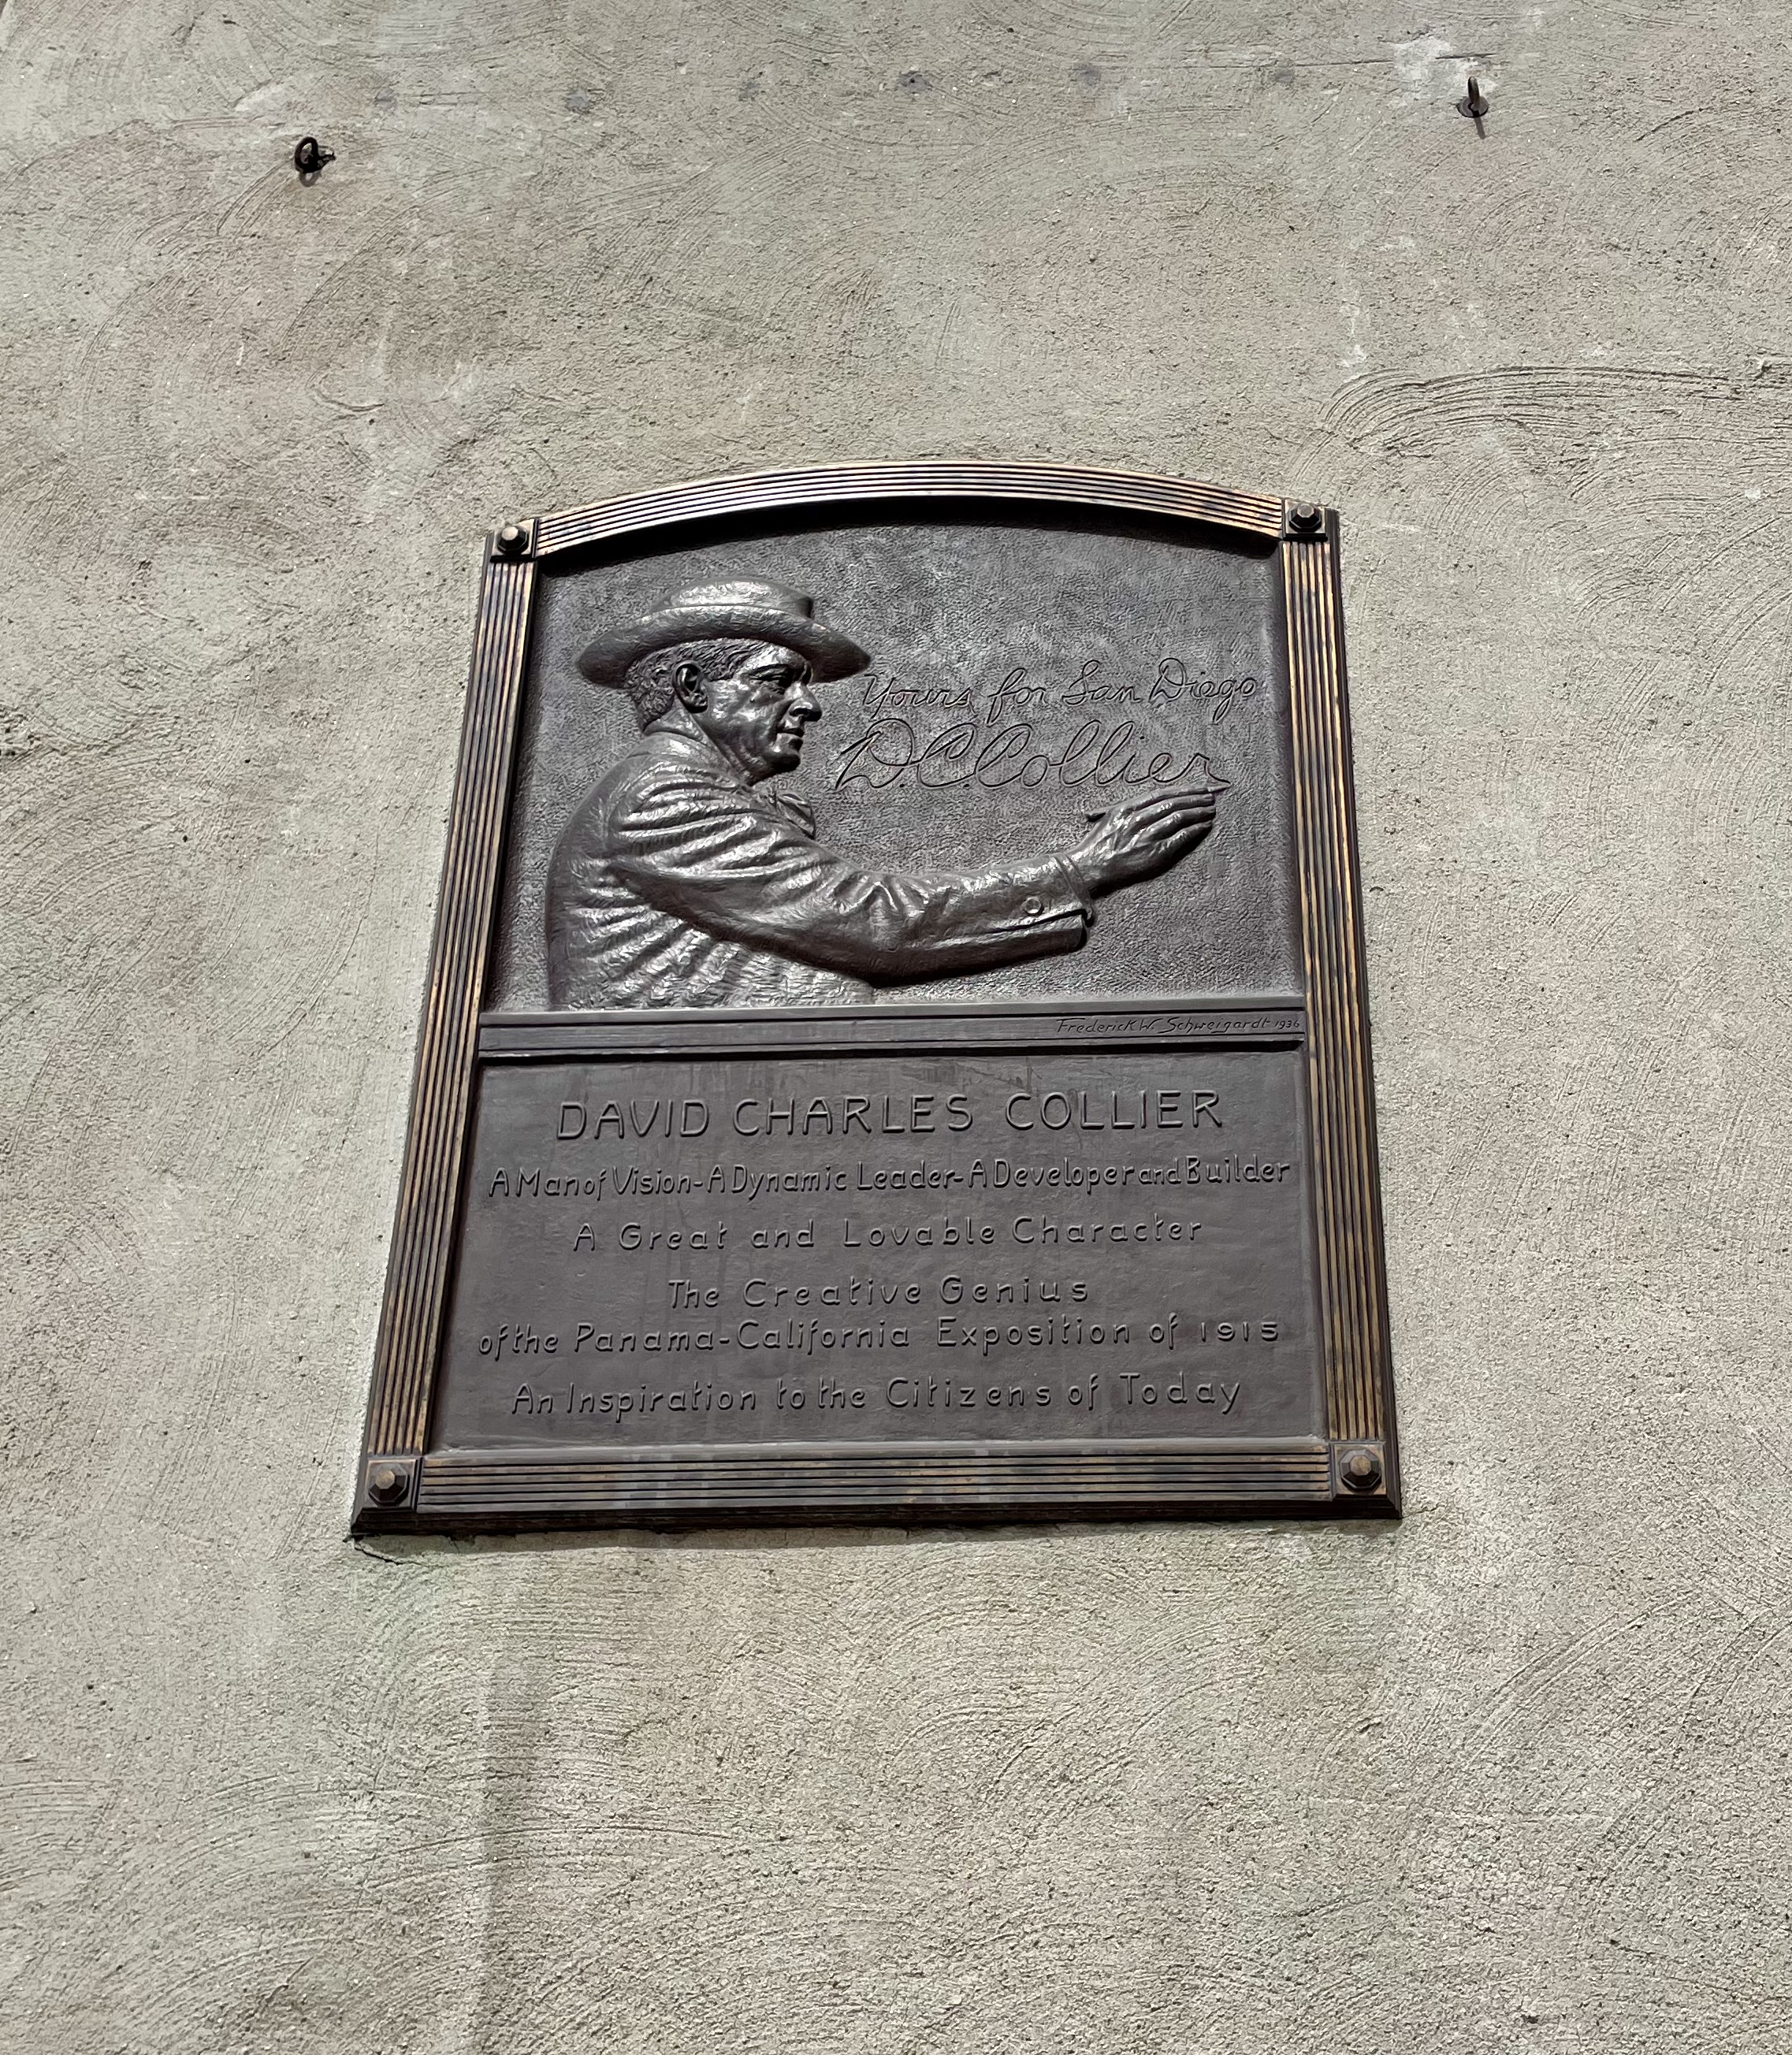 Yours for San Diego
D.C.Collier
Frederick W. Schweigardt 1936
DAVID CHARLES COLLIER
A Man of Vision-A Dynamic Leader-A Developer and Builder
A Great and Lovable Character
The Creative Genius
of the Panama-California Exposition of 1915
An Inspiration to the Citizens of Today